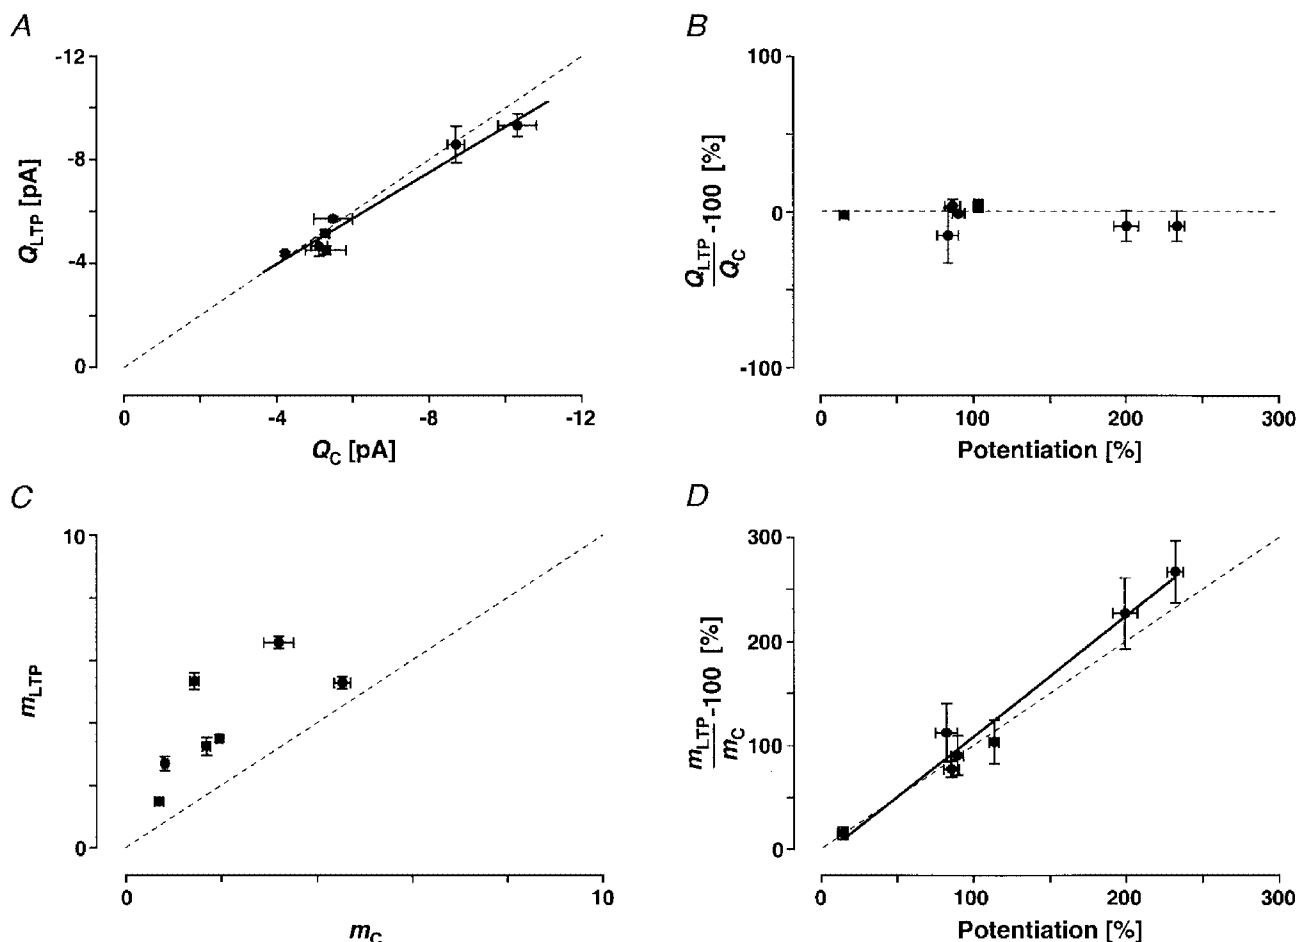 A
-12
-8
-4
0
Q_LTP [pA]
0 -4 -8 -12
Q_C [pA]
B
100
0
-100
Q_LTP / Q_C -100 [%]
0 100 200 300
Potentiation [%]
C
10
0
m_LTP
0 10
m_C
D
300
200
100
0
m_LTP / m_C -100 [%]
0 100 200 300
Potentiation [%]